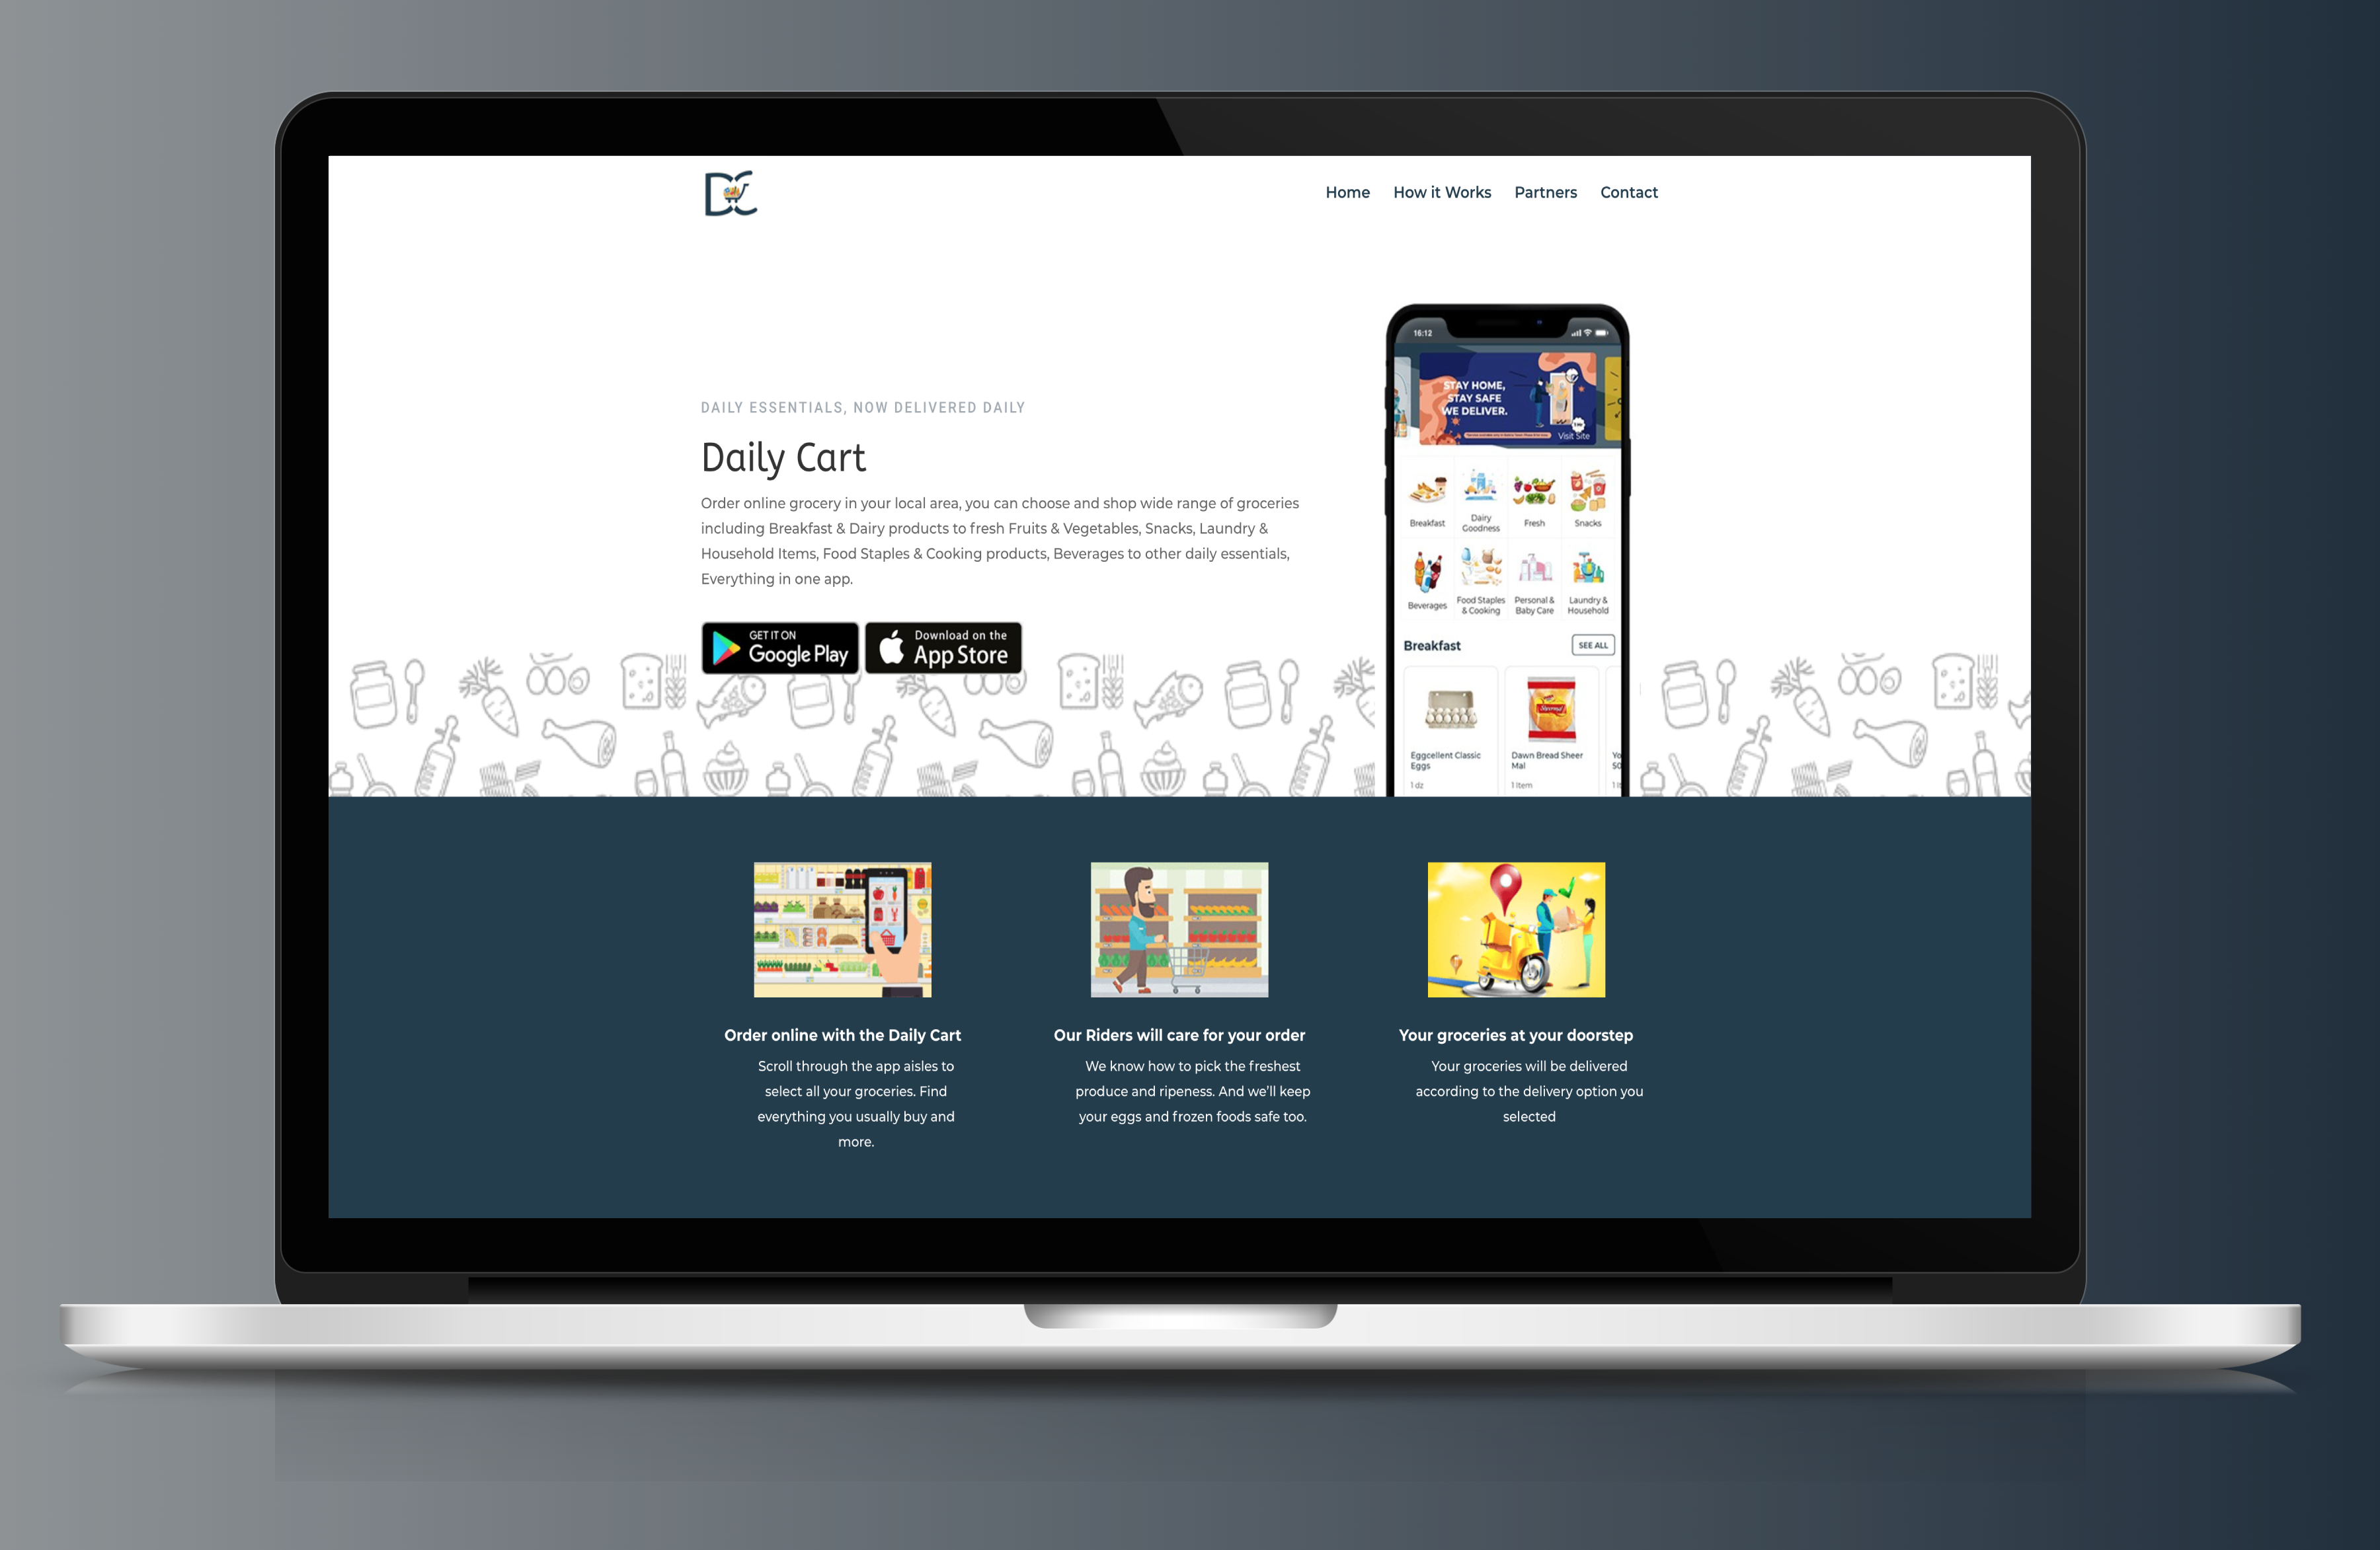 DC
Home How it Works Partners Contact
DAILY ESSENTIALS, NOW DELIVERED DAILY
Daily Cart
Order online grocery in your local area, you can choose and shop wide range of groceries
including Breakfast & Dairy products to fresh Fruits & Vegetables, Snacks, Laundry &
Household Items, Food Staples & Cooking products, Beverages to other daily essentials,
Everything in one app.
GET IT ON
Google Play
Download on the
App Store
16:12
STAY HOME,
STAY SAFE
WE DELIVER.
Visit Site
Breakfast
Dairy
Goodness
Fresh
Snacks
Beverages
Food Staples
& Cooking
Personal &
Baby Care
Laundry &
Household
Breakfast
SEE ALL
Eggcellent Classic
Eggs
1 dz
Dawn Bread Sheer
Mal
1 Item
Order online with the Daily Cart
Scroll through the app aisles to
select all your groceries. Find
everything you usually buy and
more.
Our Riders will care for your order
We know how to pick the freshest
produce and ripeness. And we'll keep
your eggs and frozen foods safe too.
Your groceries at your doorstep
Your groceries will be delivered
according to the delivery option you
selected